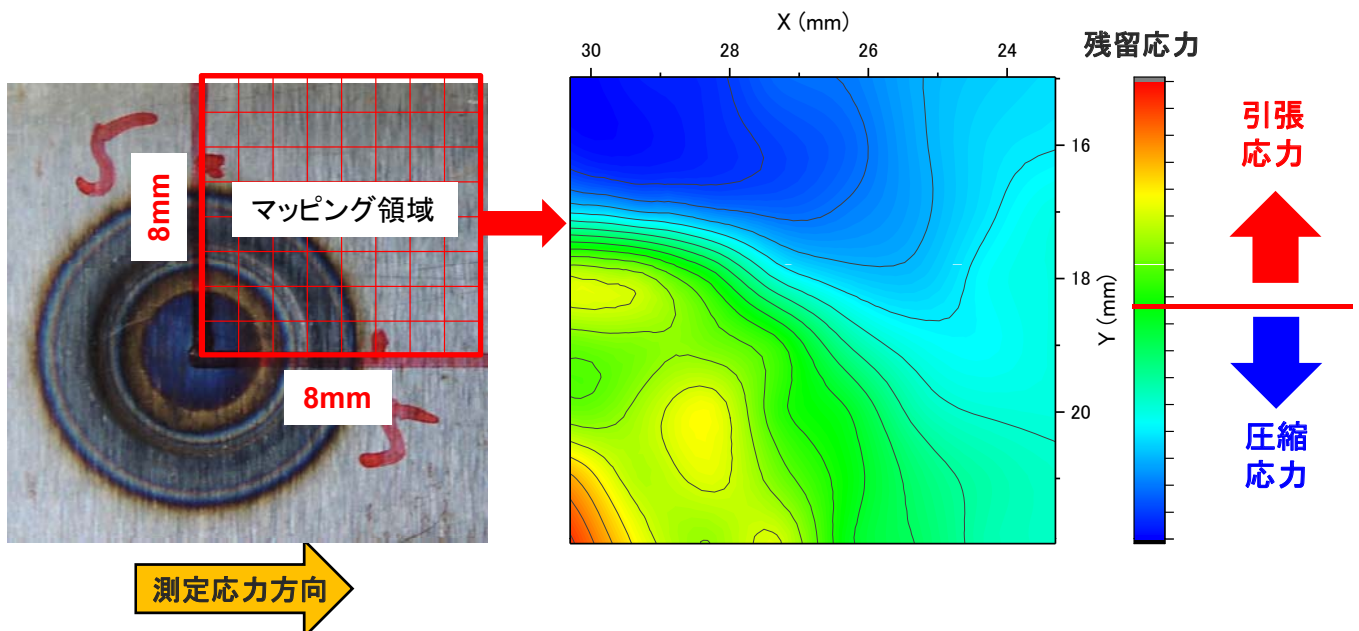 X (mm)
30 28 26 24
残留応力
引張
応力
16
18
Y (mm)
20
圧縮
応力
マッピング領域
8mm
8mm
測定応力方向